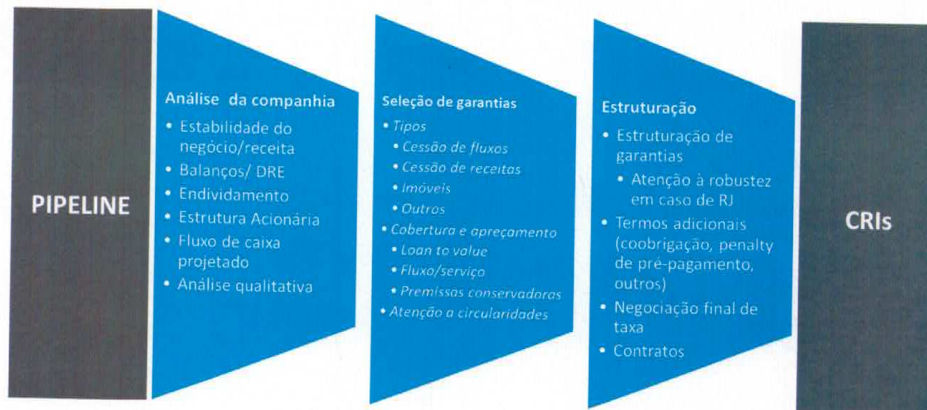 PIPELINE
Análise da companhia
• Estabilidade do
negócio/receita
• Balanços/ DRE
• Endividamento
• Estrutura Acionária
• Fluxo de caixa
projetado
• Análise qualitativa
Seleção de garantias
• Tipos
• Cessão de fluxos
• Cessão de receitas
• Imóveis
• Outros
• Cobertura e apreçamento
• Loan to value
• Fluxo/serviço
• Premissas conservadoras
• Atenção a circularidades
Estruturação
• Estruturação de
garantias
• Atenção à robustez
em caso de RJ
• Termos adicionais
(coobrigação, penalty
de pré-pagamento,
outros)
• Negociação final de
taxa
• Contratos
CRIs